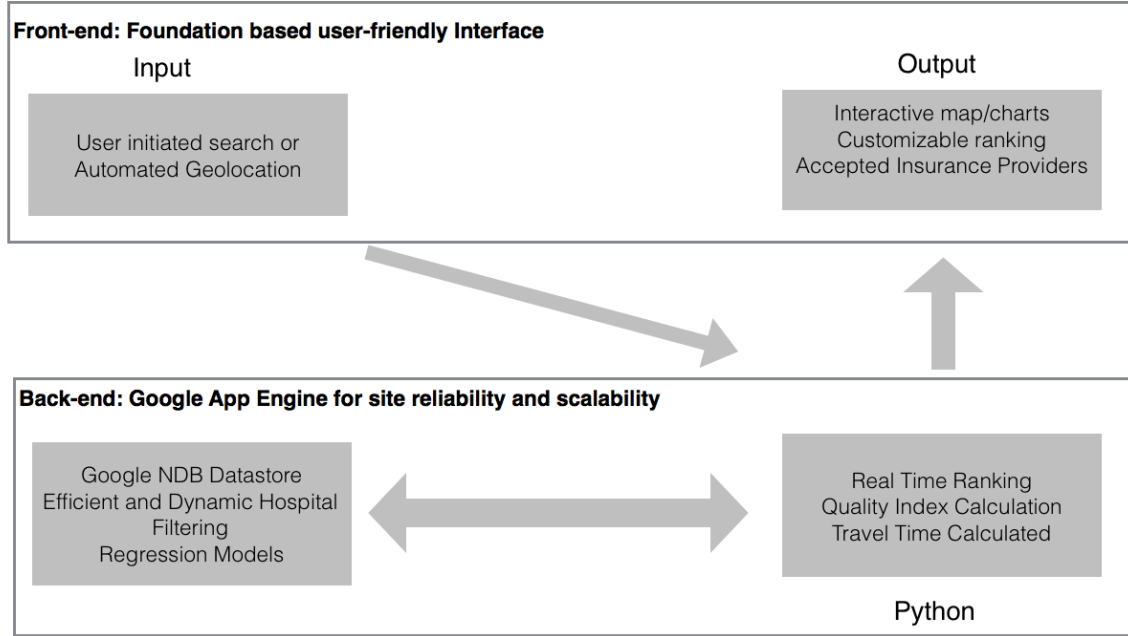 Front-end: Foundation based user-friendly Interface
Input
User initiated search or
Automated Geolocation
Output
Interactive map/charts
Customizable ranking
Accepted Insurance Providers
Back-end: Google App Engine for site reliability and scalability
Google NDB Datastore
Efficient and Dynamic Hospital
Filtering
Regression Models
Real Time Ranking
Quality Index Calculation
Travel Time Calculated
Python